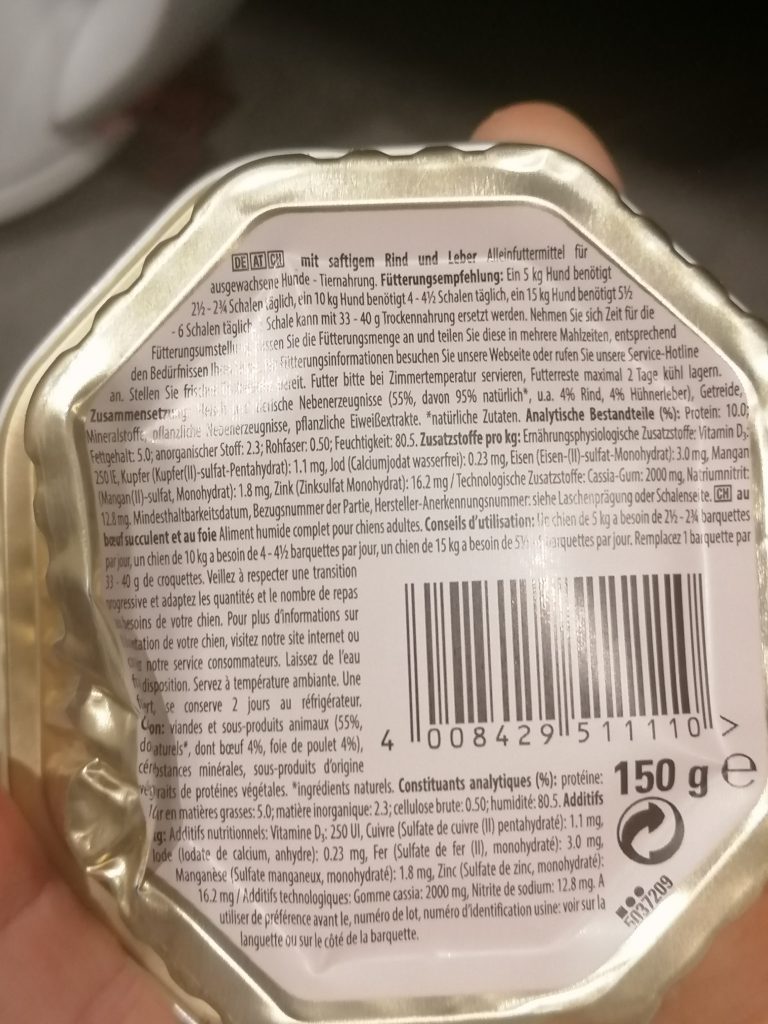 DE AT CH mit saftigem Rind und Leber Alleinfuttermittel für
ausgewachsene Hunde - Tiernahrung. Fütterungsempfehlung: Ein 5 kg Hund benötigt
2½ - 2¾ Schalen täglich, ein 10 kg Hund benötigt 4 - 4½ Schalen täglich, ein 15 kg Hund benötigt 5½
- 6 Schalen täglich. Schale kann mit 33 - 40 g Trockennahrung ersetzt werden. Nehmen Sie sich Zeit für die
Sie die Fütterungsmenge an und teilen Sie diese in mehrere Mahlzeiten, entsprechend
den Bedürfnissen besuchen Sie unsere Webseite oder rufen Sie unsere Service-Hotline
an. Stellen Sie bereit. Futter bitte bei Zimmertemperatur servieren, Futterreste maximal 2 Tage kühl lagern.
Zusammensetzung: Nebenerzeugnisse (55%, davon 95% natürlich*, u.a. 4% Rind, 4% Hühnerleber), Getreide,
Mineralstoffe, pflanzliche Nebenerzeugnisse, pflanzliche Eiweißextrakte. *natürliche Zutaten. Analytische Bestandteile (%): Protein: 10.0;
Fettgehalt: 5.0; anorganischer Stoff: 2.3; Rohfaser: 0.50; Feuchtigkeit: 80.5. Zusatzstoffe pro kg: Ernährungsphysiologische Zusatzstoffe: Vitamin D₃:
250 IE, Kupfer (Kupfer(II)-sulfat-Pentahydrat): 1.1 mg, Jod (Calciumjodat wasserfrei): 0.23 mg, Eisen (Eisen-(II)-sulfat-Monohydrat): 3.0 mg, Mangan
(Mangan(II)-sulfat, Monohydrat): 1.8 mg, Zink (Zinksulfat Monohydrat): 16.2 mg / Technologische Zusatzstoffe: Cassia-Gum: 2000 mg, Natriumnitrit:
12.8 mg. Mindesthaltbarkeitsdatum, Bezugsnummer der Partie, Hersteller-Anerkennungsnummer: siehe Laschenprägung oder Schalenseite. CH au
bœuf succulent et au foie Aliment humide complet pour chiens adultes. Conseils d'utilisation: chien de 5 kg a besoin de 2½ - 2¾ barquettes
par jour, un chien de 10 kg a besoin de 4 - 4½ barquettes par jour, un chien de 15 kg a besoin de 5½ barquettes par jour. Remplacez 1 barquette par
33 - 40 g de croquettes. Veillez à respecter une transition
progressive et adaptez les quantités et le nombre de repas
besoins de votre chien. Pour plus d'informations sur
de votre chien, visitez notre site internet ou
notre service consommateurs. Laissez de l'eau
disposition. Servez à température ambiante. Une
se conserve 2 jours au réfrigérateur.
viandes et sous-produits animaux (55%,
dont bœuf 4%, foie de poulet 4%),
minérales, sous-produits d'origine
de protéines végétales. *ingrédients naturels. Constituants analytiques (%): protéine:
en matières grasses: 5.0; matière inorganique: 2.3; cellulose brute: 0.50; humidité: 80.5. Additifs
Additifs nutritionnels: Vitamine D₃: 250 UI, Cuivre (Sulfate de cuivre (II) pentahydraté): 1.1 mg,
Iode (Iodate de calcium, anhydre): 0.23 mg, Fer (Sulfate de fer (II), monohydraté): 3.0 mg,
Manganèse (Sulfate manganeux, monohydraté): 1.8 mg, Zinc (Sulfate de zinc, monohydraté):
16.2 mg / Additifs technologiques: Gomme cassia: 2000 mg, Nitrite de sodium: 12.8 mg. A
utiliser de préférence avant le, numéro de lot, numéro d'identification usine: voir sur la
languette ou sur le côté de la barquette.
4 008429 511110 >
150 g e
5037209